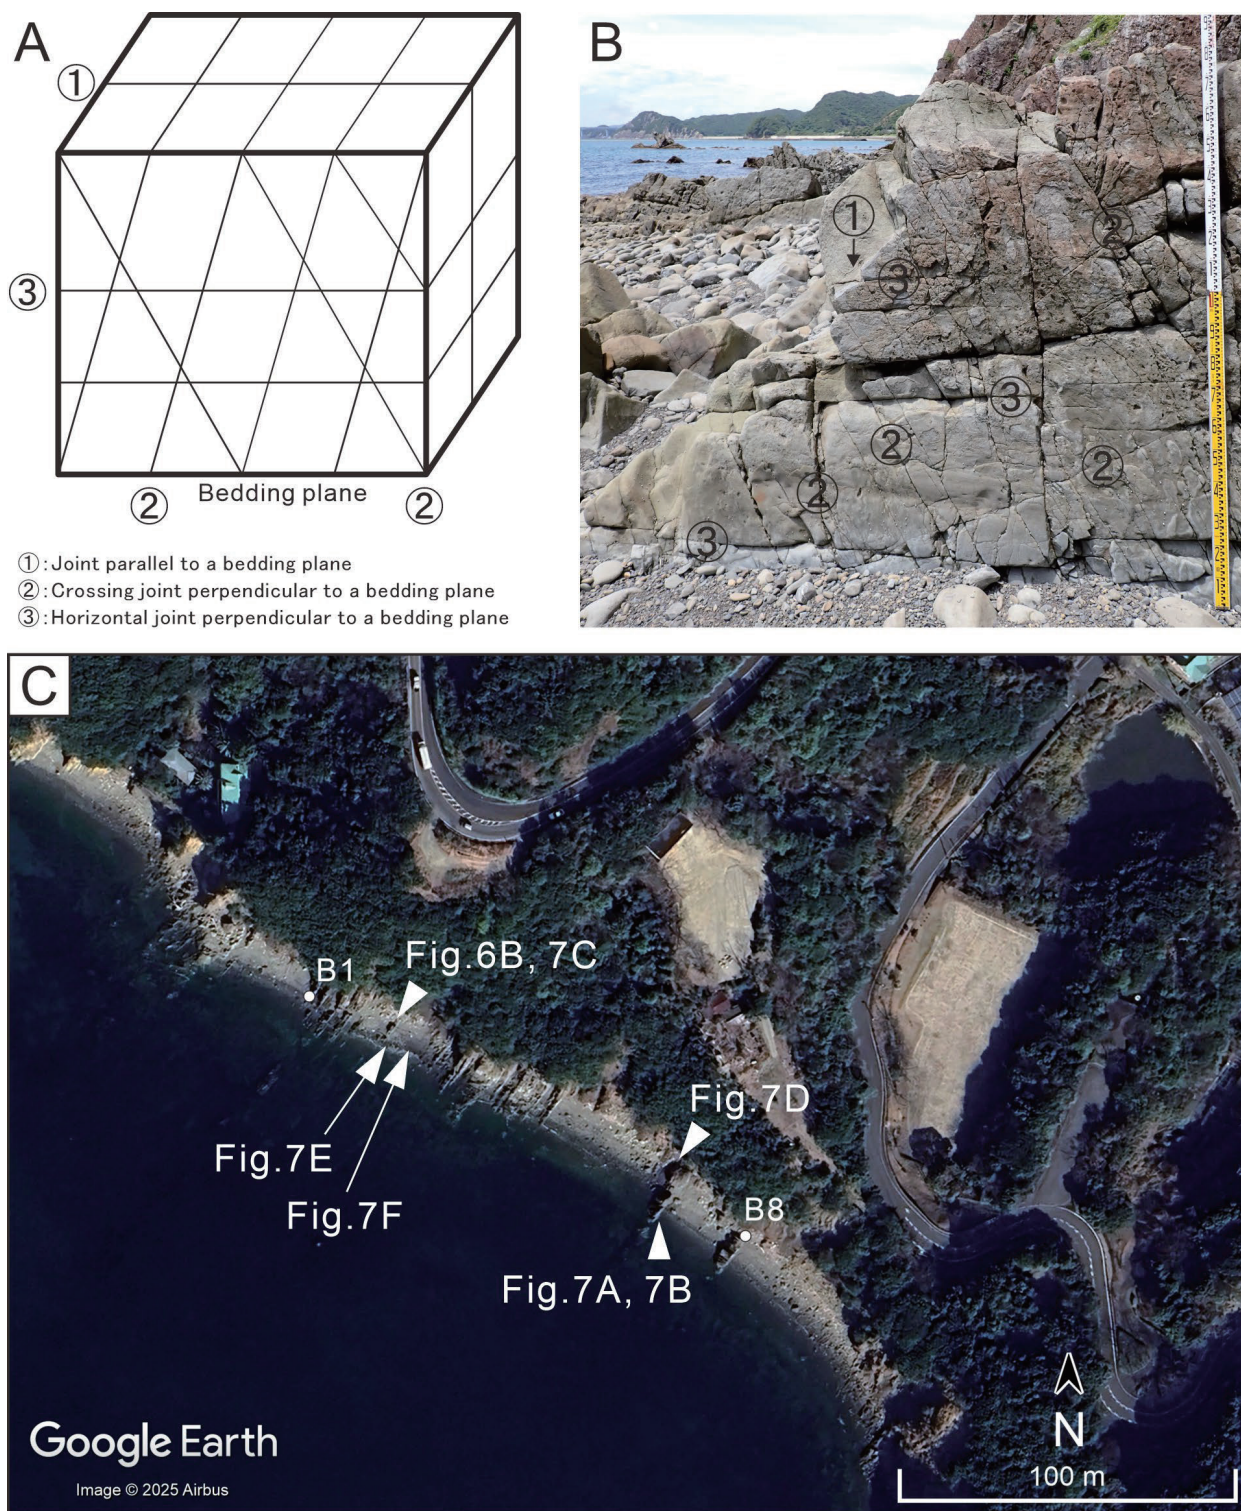 A
①
③
Bedding plane
②
②
①:Joint parallel to a bedding plane
②:Crossing joint perpendicular to a bedding plane
③:Horizontal joint perpendicular to a bedding plane
B
①
②
③
③
②
②
②
③
C
B1
Fig.6B, 7C
Fig.7D
Fig.7E
Fig.7F
B8
Fig.7A, 7B
N
100 m
Google Earth
Image © 2025 Airbus